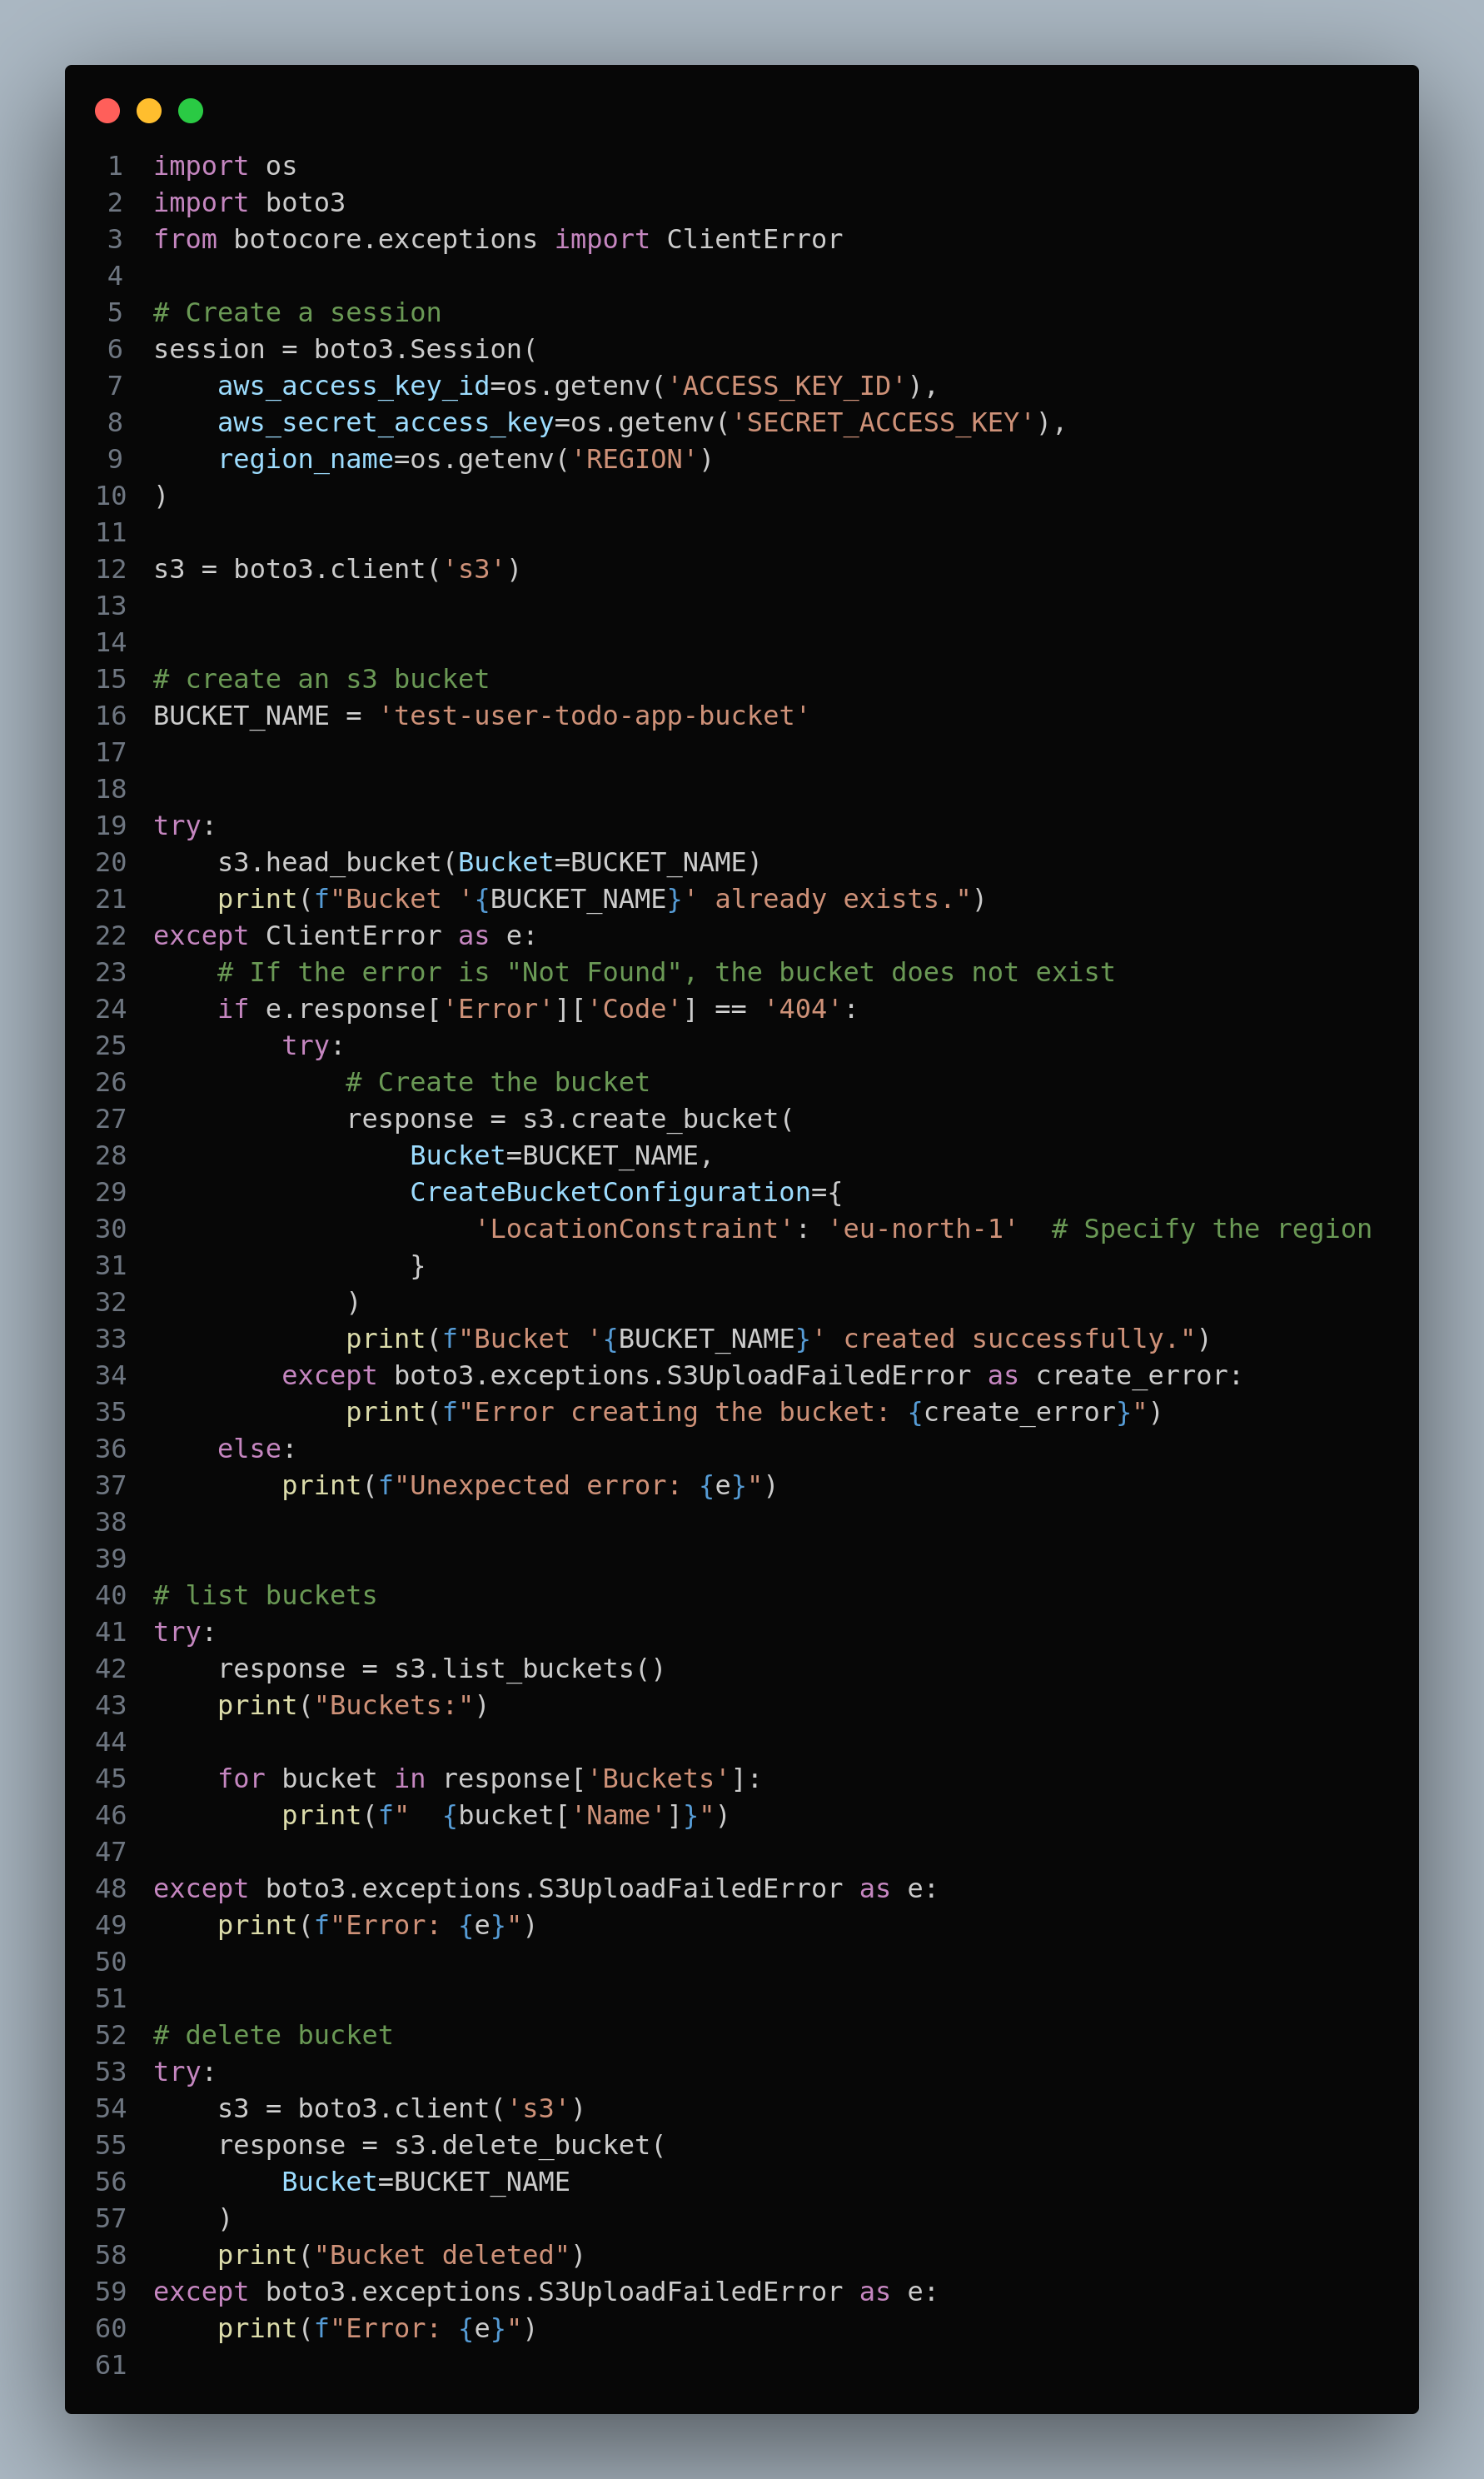 1 import os
2 import boto3
3 from botocore.exceptions import ClientError
4
5 # Create a session
6 session = boto3.Session(
7     aws_access_key_id=os.getenv('ACCESS_KEY_ID'),
8     aws_secret_access_key=os.getenv('SECRET_ACCESS_KEY'),
9     region_name=os.getenv('REGION')
10 )
11
12 s3 = boto3.client('s3')
13
14
15 # create an s3 bucket
16 BUCKET_NAME = 'test-user-todo-app-bucket'
17
18
19 try:
20     s3.head_bucket(Bucket=BUCKET_NAME)
21     print(f"Bucket '{BUCKET_NAME}' already exists.")
22 except ClientError as e:
23     # If the error is "Not Found", the bucket does not exist
24     if e.response['Error']['Code'] == '404':
25         try:
26             # Create the bucket
27             response = s3.create_bucket(
28                 Bucket=BUCKET_NAME,
29                 CreateBucketConfiguration={
30                     'LocationConstraint': 'eu-north-1'  # Specify the region
31                 }
32             )
33             print(f"Bucket '{BUCKET_NAME}' created successfully.")
34         except boto3.exceptions.S3UploadFailedError as create_error:
35             print(f"Error creating the bucket: {create_error}")
36     else:
37         print(f"Unexpected error: {e}")
38
39
40 # list buckets
41 try:
42     response = s3.list_buckets()
43     print("Buckets:")
44
45     for bucket in response['Buckets']:
46         print(f"  {bucket['Name']}")
47
48 except boto3.exceptions.S3UploadFailedError as e:
49     print(f"Error: {e}")
50
51
52 # delete bucket
53 try:
54     s3 = boto3.client('s3')
55     response = s3.delete_bucket(
56         Bucket=BUCKET_NAME
57     )
58     print("Bucket deleted")
59 except boto3.exceptions.S3UploadFailedError as e:
60     print(f"Error: {e}")
61